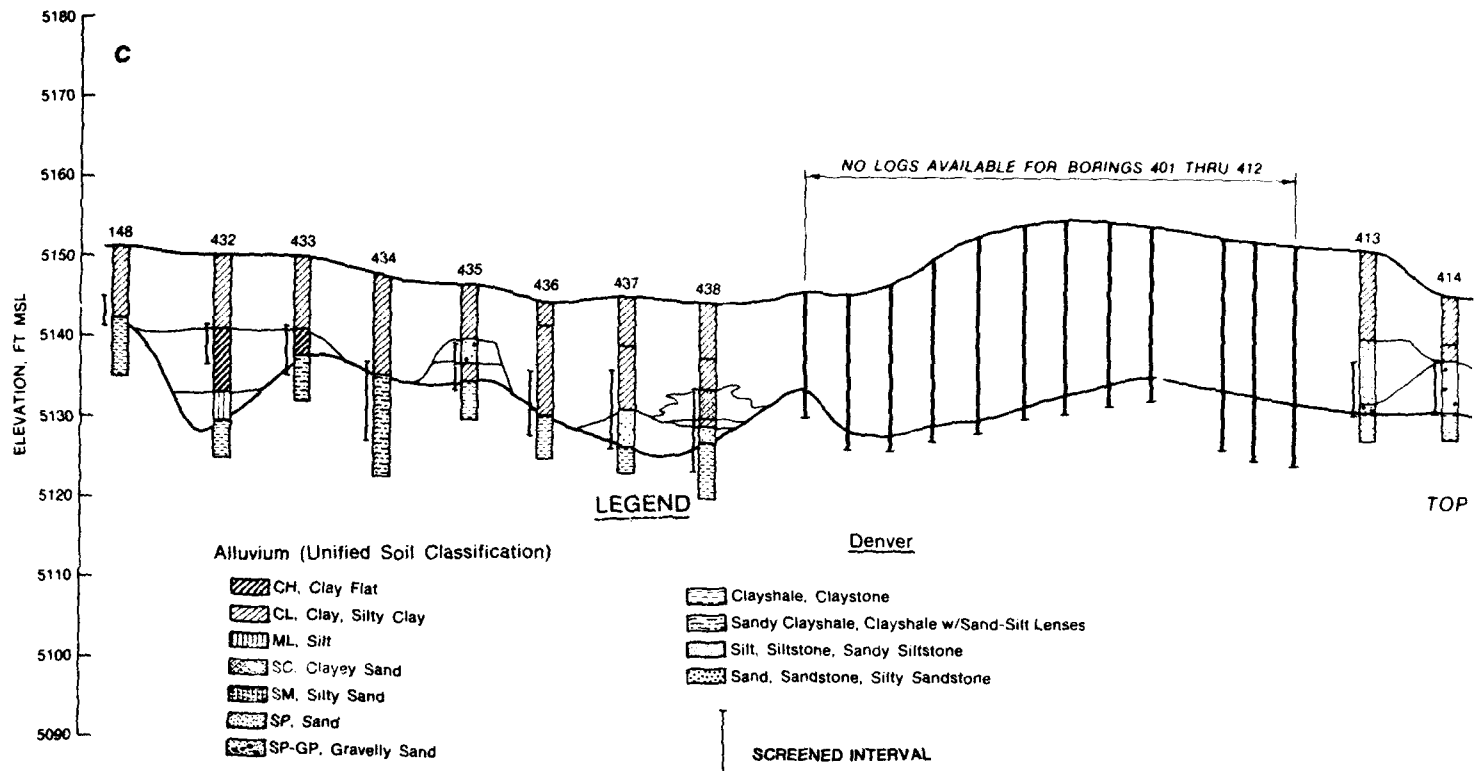 5180
C
5170
5160
NO LOGS AVAILABLE FOR BORINGS 401 THRU 412
148
432
433
434
435
436
437
438
413
414
5150
5140
5130
5120
5110
5100
5090
ELEVATION, FT MSL
LEGEND
TOP
Alluvium (Unified Soil Classification)
CH, Clay Flat
CL, Clay, Silty Clay
ML, Silt
SC, Clayey Sand
SM, Silty Sand
SP, Sand
SP-GP, Gravelly Sand
Denver
Clayshale, Claystone
Sandy Clayshale, Clayshale w/Sand-Silt Lenses
Silt, Siltstone, Sandy Siltstone
Sand, Sandstone, Silty Sandstone
SCREENED INTERVAL